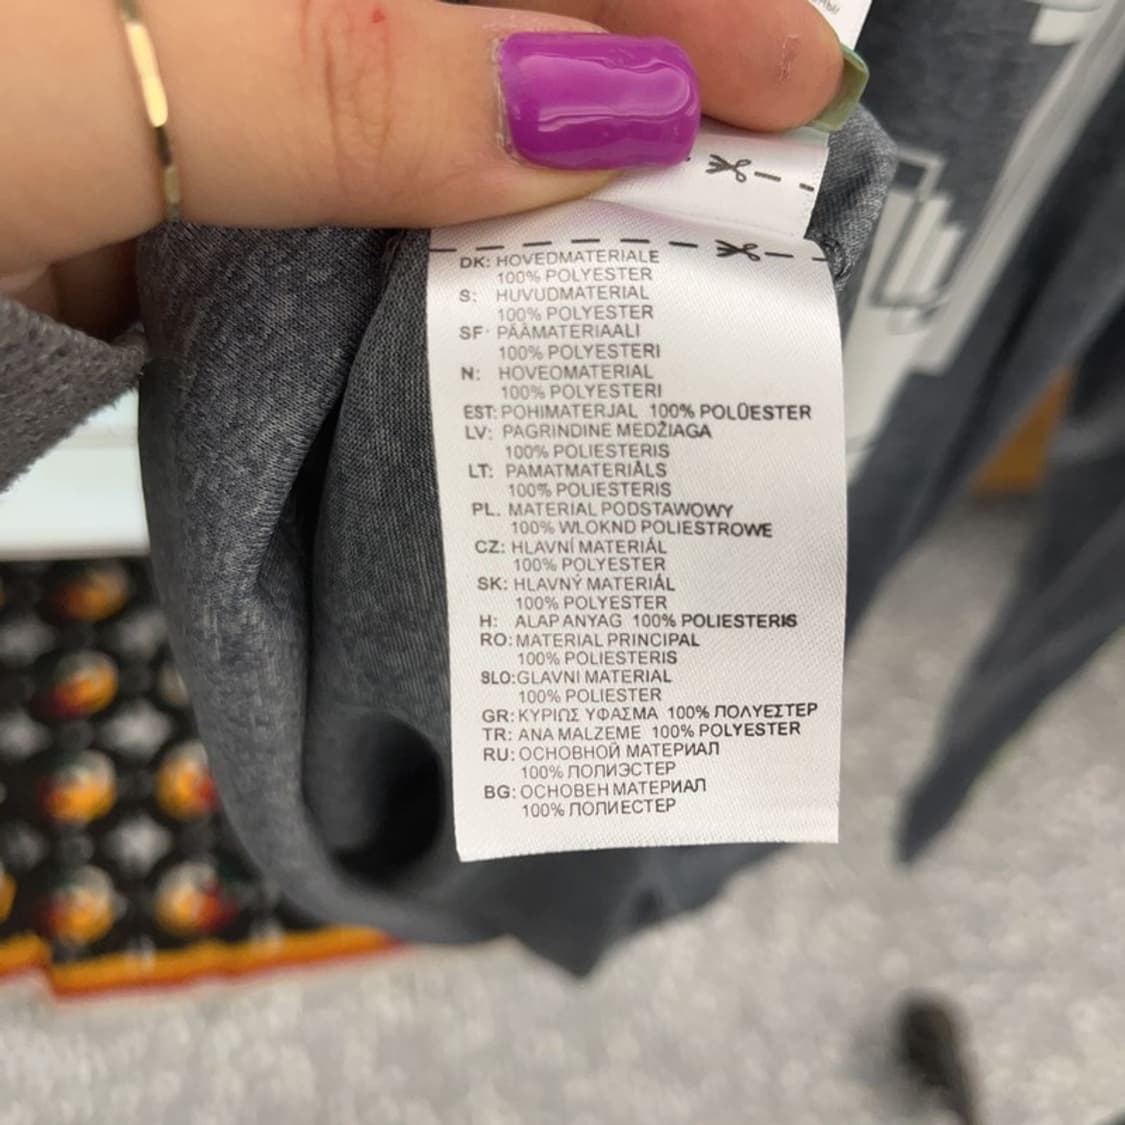 DK: HOVEDMATERIALE
100% POLYESTER
S: HUVUDMATERIAL
100% POLYESTER
SF· PÄÄMATERIAALI
100% POLYESTERI
N: HOVEOMATERIAL
100% POLYESTERI
EST: POHIMATERJAL 100% POLÜESTER
LV: PAGRINDINE MEDŽIAGA
100% POLIESTERIS
LT: PAMATMATERIÅLS
100% POLIESTERIS
PL. MATERIAL PODSTAWOWY
100% WLOKND POLIESTROWE
CZ: HLAVNÍ MATERIÁL
100% POLYESTER
SK: HLAVNÝ MATERIÁL
100% POLYESTER
H: ALAP ANYAG 100% POLIESTERIS
RO: MATERIAL PRINCIPAL
100% POLIESTERIS
SLO:GLAVNI MATERIAL
100% POLIESTER
GR: ΚΥΡΙΩΣ ΥΦΑΣΜΑ 100% ΠΟΛΥΕΣΤΕΡ
TR: ANA MALZEME 100% POLYESTER
RU: ОСНОВНОЙ МАТЕРИАЛ
100% ПОЛИЭСТЕР
BG: ОСНОВЕН МАТЕРИАЛ
100% ПОЛИЕСТЕР